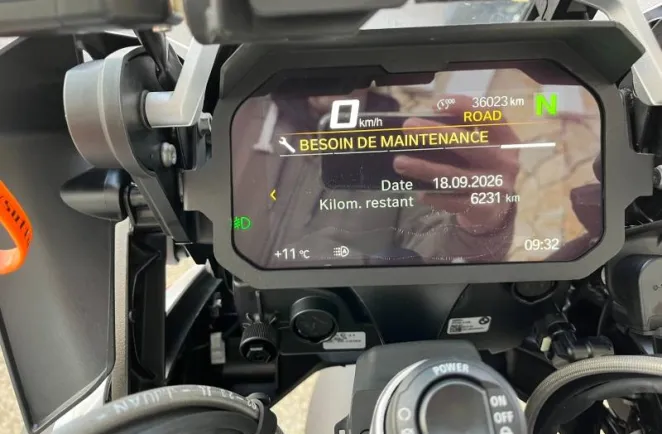 36023 km
0 km/h
N
ROAD
BESOIN DE MAINTENANCE
Date 18.09.2026
Kilom. restant 6231 km
+11 °C
09:32
POWER
ON
OFF